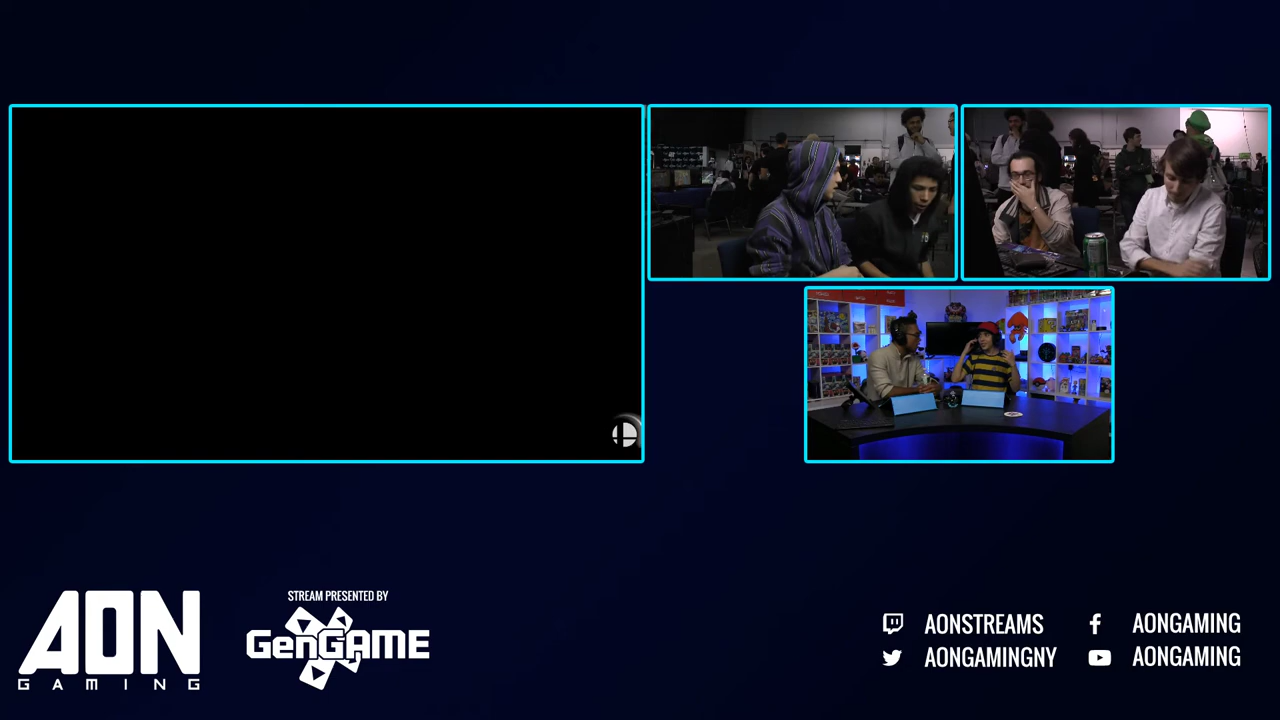 AON
GAMING
STREAM PRESENTED BY
GenGAME
AONSTREAMS
AONGAMING
AONGAMINGNY
AONGAMING